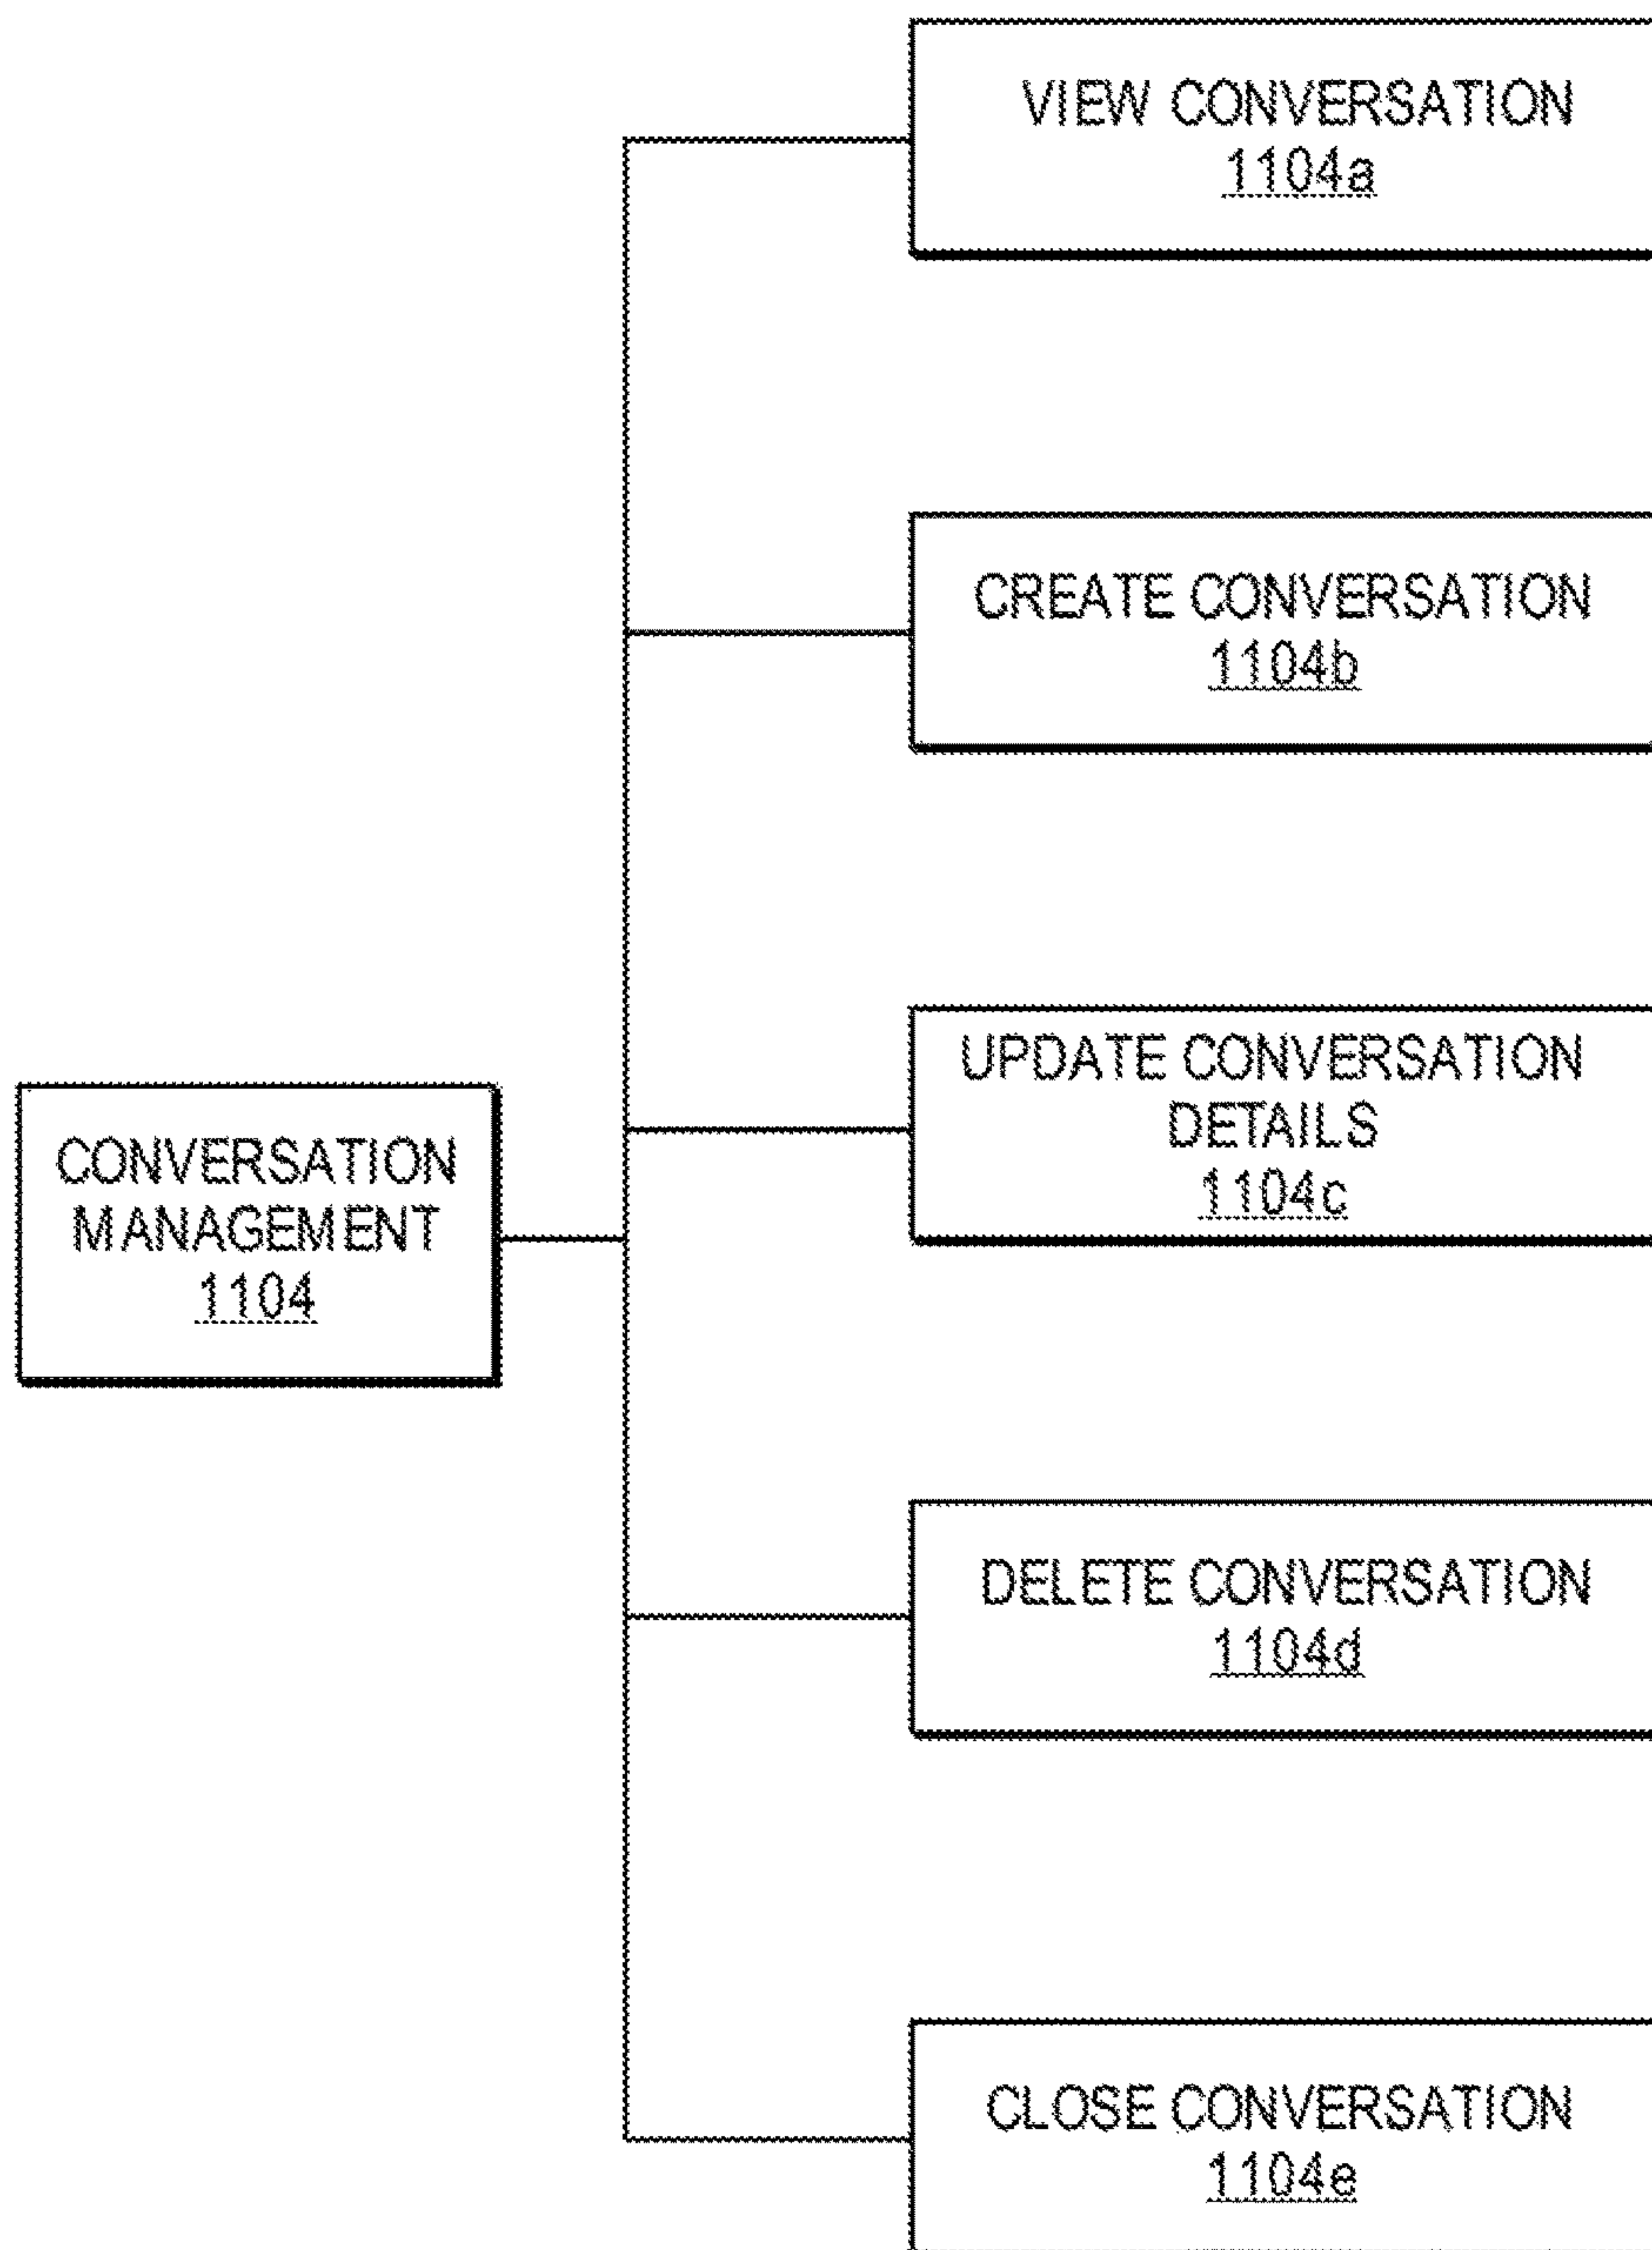 VIEW CONVERSATION
1104a
CREATE CONVERSATION
1104b
UPDATE CONVERSATION
DETAILS
1104c
CONVERSATION
MANAGEMENT
1104
DELETE CONVERSATION
1104d
CLOSE CONVERSATION
1104e